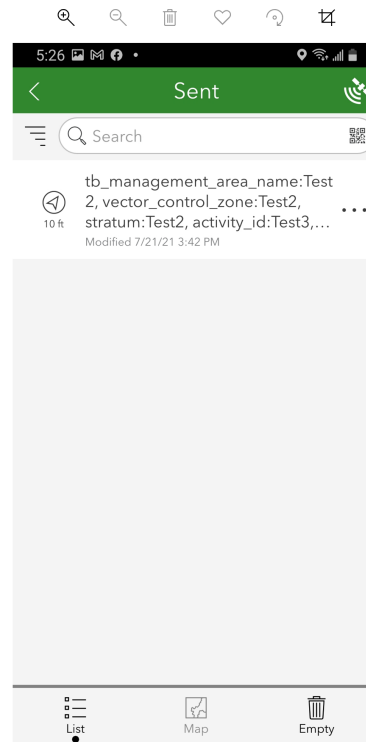 5:26
Sent
Search
tb_management_area_name:Test
2, vector_control_zone:Test2,
stratum:Test2, activity_id:Test3,...
10 ft
Modified 7/21/21 3:42 PM
List
Map
Empty